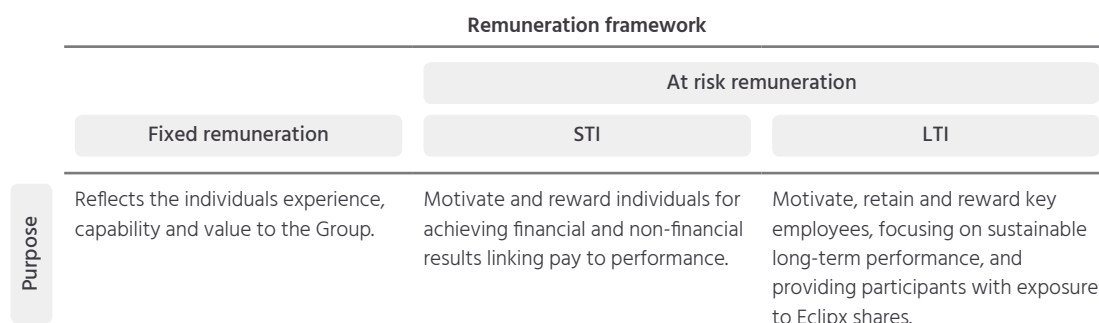 Remuneration framework
At risk remuneration
Fixed remuneration
STI
LTI
Purpose
Reflects the individuals experience,
capability and value to the Group.
Motivate and reward individuals for
achieving financial and non-financial
results linking pay to performance.
Motivate, retain and reward key
employees, focusing on sustainable
long-term performance, and
providing participants with exposure
to Eclipx shares.